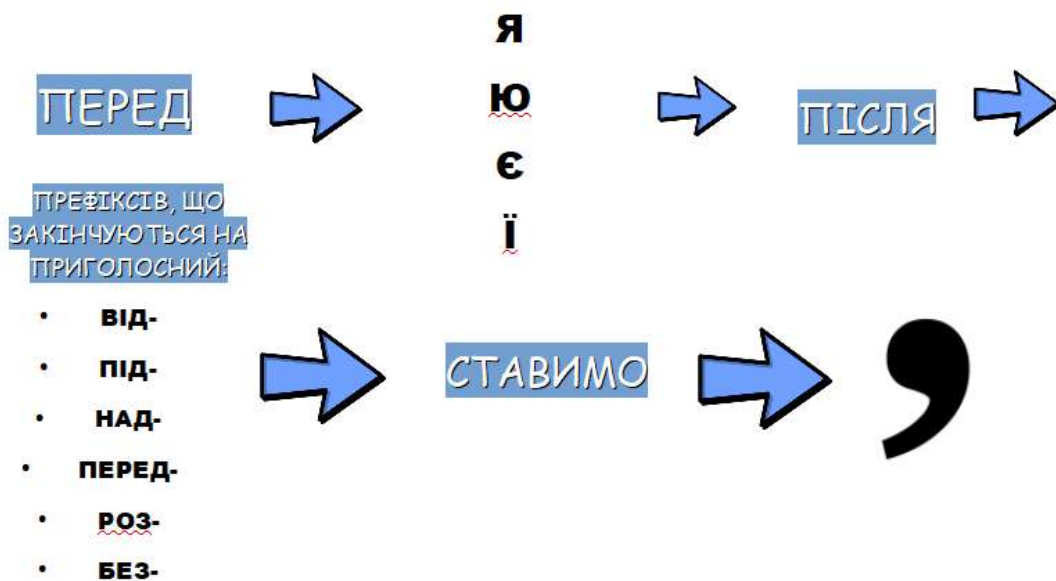 ПЕРЕД
Я
Ю
Є
Ї
ПІСЛЯ
ПРЕФІКСІВ, ЩО
ЗАКІНЧУЮТЬСЯ НА
ПРИГОЛОСНИЙ:
• ВІД-
• ПІД-
• НАД-
• ПЕРЕД-
• РОЗ-
• БЕЗ-
СТАВИМО
’